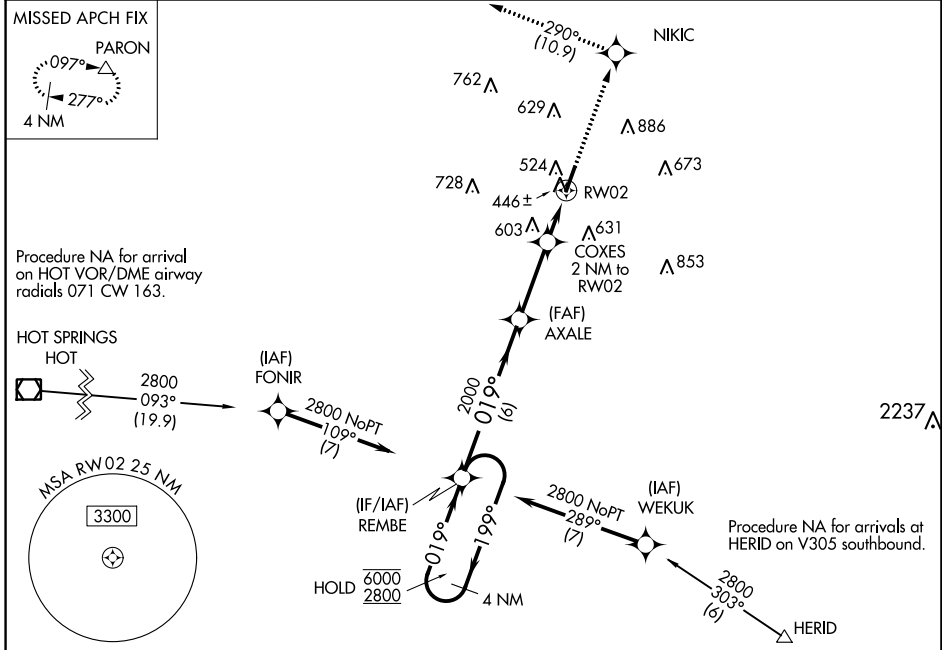 MISSED APCH FIX
PARON
097°
277°
4 NM
290°
(10.9)
NIKIC
762
629
886
524
673
728
446 ±
RW02
603
631
COXES
2 NM to
RW02
853
Procedure NA for arrival
on HOT VOR/DME airway
radials 071 CW 163.
(FAF)
AXALE
HOT SPRINGS
HOT
2800
093°
(19.9)
(IAF)
FONIR
2800 NoPT
109°
(7)
2000
019°
(6)
2237
MSA RW02 25 NM
3300
(IF/IAF)
REMBE
019°
199°
HOLD
6000
2800
4 NM
2800 NoPT
289°
(7)
(IAF)
WEKUK
Procedure NA for arrivals at
HERID on V305 southbound.
2800
303°
(6)
HERID